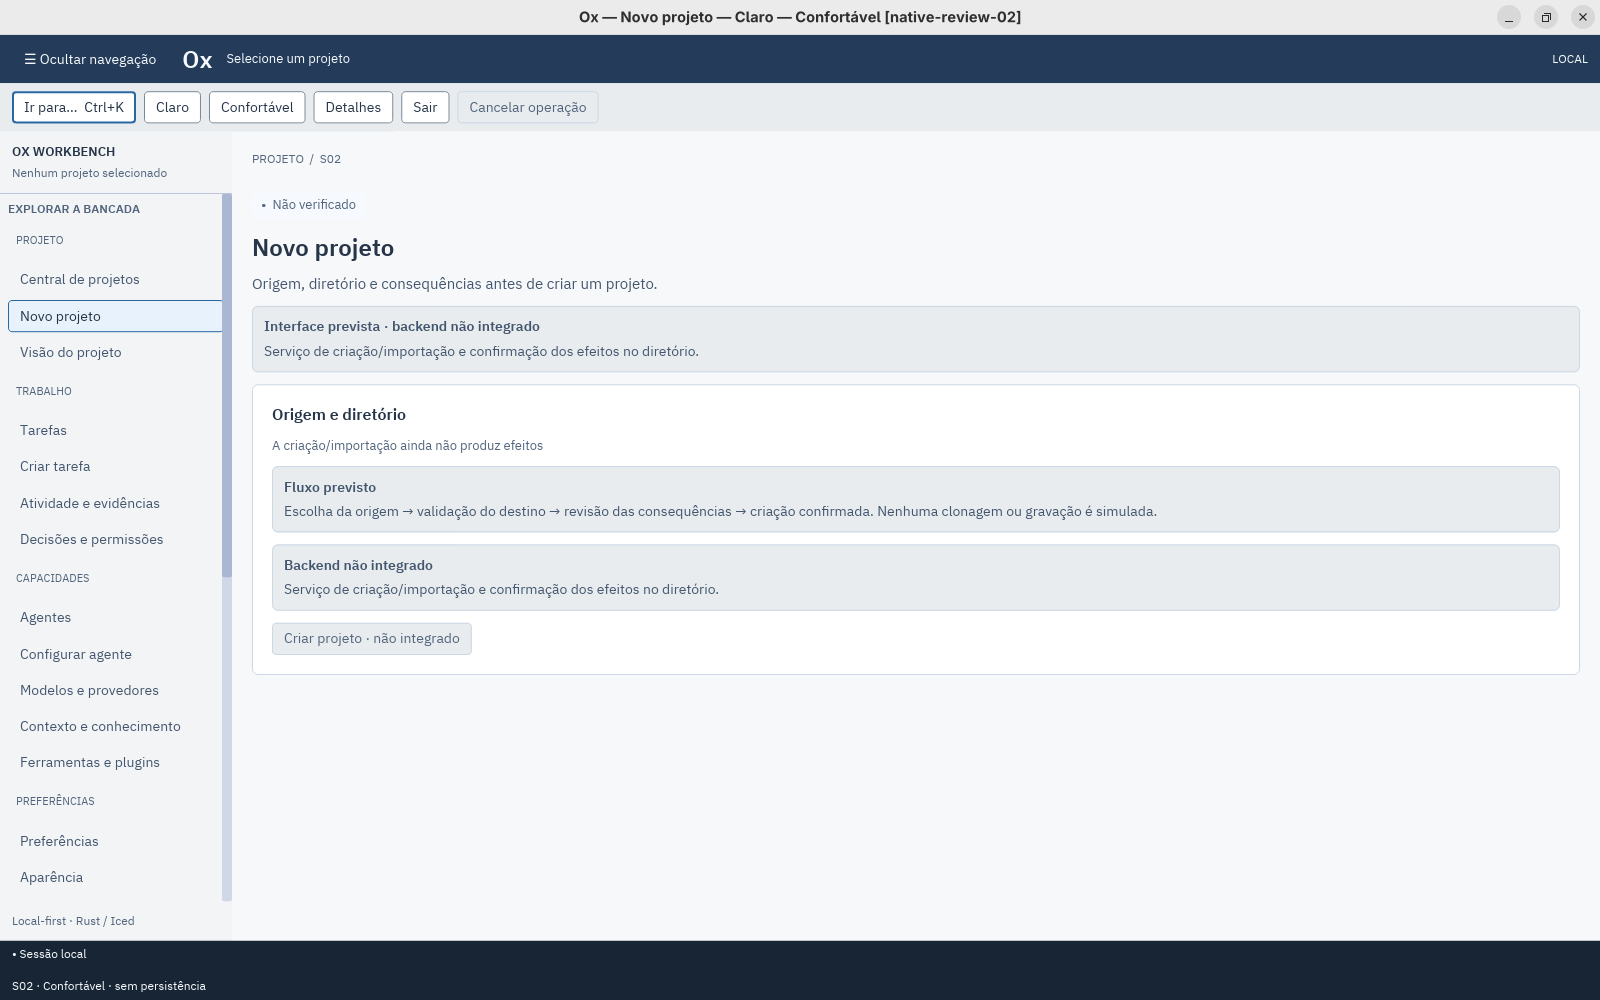 Ox — Novo projeto — Claro — Confortável [native-review-02]
☰ Ocultar navegação
Ox
Selecione um projeto
LOCAL
Ir para... Ctrl+K
Claro
Confortável
Detalhes
Sair
Cancelar operação
OX WORKBENCH
Nenhum projeto selecionado
EXPLORAR A BANCADA
PROJETO
Central de projetos
Novo projeto
Visão do projeto
TRABALHO
Tarefas
Criar tarefa
Atividade e evidências
Decisões e permissões
CAPACIDADES
Agentes
Configurar agente
Modelos e provedores
Contexto e conhecimento
Ferramentas e plugins
PREFERÊNCIAS
Preferências
Aparência
Local-first · Rust / Iced
PROJETO / S02
• Não verificado
Novo projeto
Origem, diretório e consequências antes de criar um projeto.
Interface prevista · backend não integrado
Serviço de criação/importação e confirmação dos efeitos no diretório.
Origem e diretório
A criação/importação ainda não produz efeitos
Fluxo previsto
Escolha da origem → validação do destino → revisão das consequências → criação confirmada. Nenhuma clonagem ou gravação é simulada.
Backend não integrado
Serviço de criação/importação e confirmação dos efeitos no diretório.
Criar projeto · não integrado
• Sessão local
S02 · Confortável · sem persistência